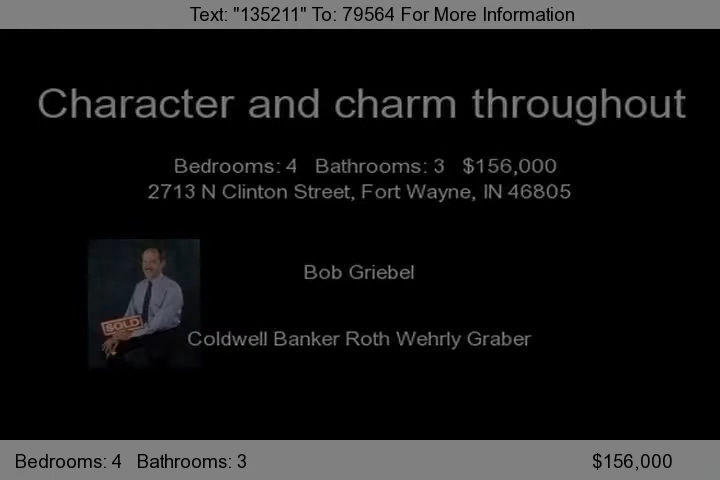 Text: "135211" To: 79564 For More Information
Character and charm throughout
Bedrooms: 4 Bathrooms: 3 $156,000
2713 N Clinton Street, Fort Wayne, IN 46805
Bob Griebel
SOLD
Coldwell Banker Roth Wehrly Graber
Bedrooms: 4 Bathrooms: 3 $156,000